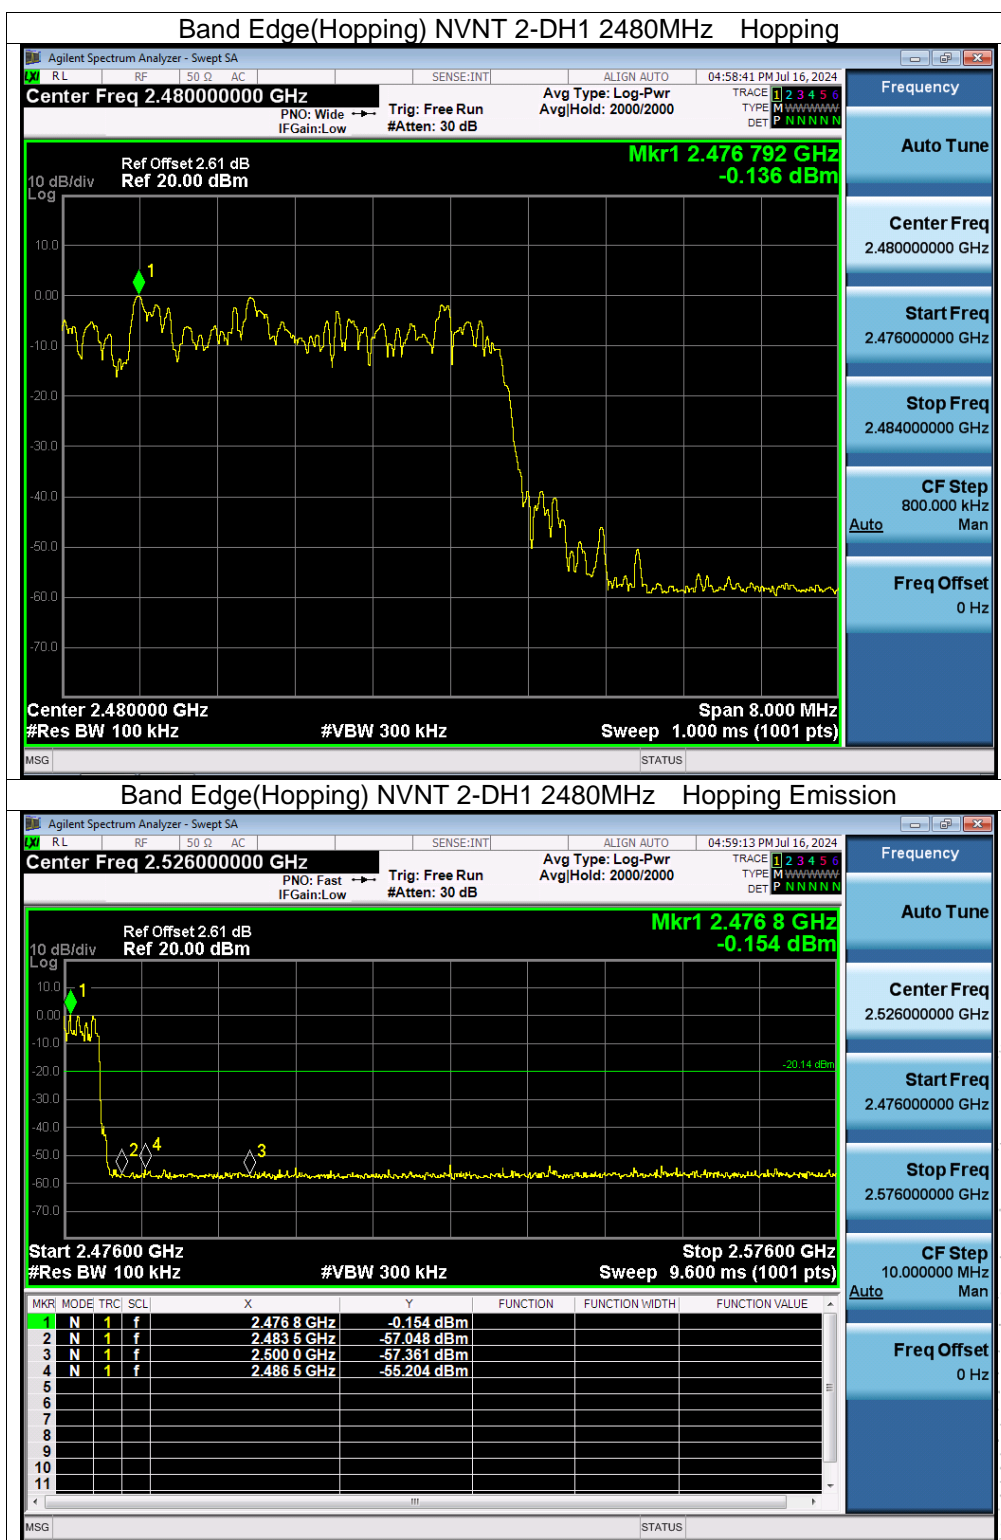 Band Edge(Hopping) NVNT 2-DH1 2480MHz Hopping
Agilent Spectrum Analyzer - Swept SA
LXI RL RF 50 Ω AC SENSE:INT ALIGN AUTO 04:58:41 PM Jul 16, 2024
Center Freq 2.480000000 GHz
PNO: Wide
IFGain:Low
Trig: Free Run
#Atten: 30 dB
Avg Type: Log-Pwr
Avg|Hold: 2000/2000
TRACE 1 2 3 4 5 6
TYPE M WWWWW
DET P N N N N N
Mkr1 2.476 792 GHz
-0.136 dBm
Ref Offset 2.61 dB
10 dB/div Ref 20.00 dBm
Log
10.0
0.00
-10.0
-20.0
-30.0
-40.0
-50.0
-60.0
-70.0
1
Center 2.480000 GHz Span 8.000 MHz
#Res BW 100 kHz #VBW 300 kHz Sweep 1.000 ms (1001 pts)
MSG STATUS
Frequency
Auto Tune
Center Freq
2.480000000 GHz
Start Freq
2.476000000 GHz
Stop Freq
2.484000000 GHz
CF Step
800.000 kHz
Auto Man
Freq Offset
0 Hz
Band Edge(Hopping) NVNT 2-DH1 2480MHz Hopping Emission
Agilent Spectrum Analyzer - Swept SA
LXI RL RF 50 Ω AC SENSE:INT ALIGN AUTO 04:59:13 PM Jul 16, 2024
Center Freq 2.526000000 GHz
PNO: Fast
IFGain:Low
Trig: Free Run
#Atten: 30 dB
Avg Type: Log-Pwr
Avg|Hold: 2000/2000
TRACE 1 2 3 4 5 6
TYPE M WWWWW
DET P N N N N N
Mkr1 2.476 8 GHz
-0.154 dBm
Ref Offset 2.61 dB
10 dB/div Ref 20.00 dBm
Log
10.0
0.00
-10.0
-20.0
-30.0
-40.0
-50.0
-60.0
-70.0
1
-20.14 dBm
2 4 3
Start 2.47600 GHz Stop 2.57600 GHz
#Res BW 100 kHz #VBW 300 kHz Sweep 9.600 ms (1001 pts)
MKR MODE TRC SCL X Y FUNCTION FUNCTION WIDTH FUNCTION VALUE
1 N 1 f 2.476 8 GHz -0.154 dBm
2 N 1 f 2.483 5 GHz -57.048 dBm
3 N 1 f 2.500 0 GHz -57.361 dBm
4 N 1 f 2.486 5 GHz -55.204 dBm
5
6
7
8
9
10
11
MSG STATUS
Frequency
Auto Tune
Center Freq
2.526000000 GHz
Start Freq
2.476000000 GHz
Stop Freq
2.576000000 GHz
CF Step
10.000000 MHz
Auto Man
Freq Offset
0 Hz